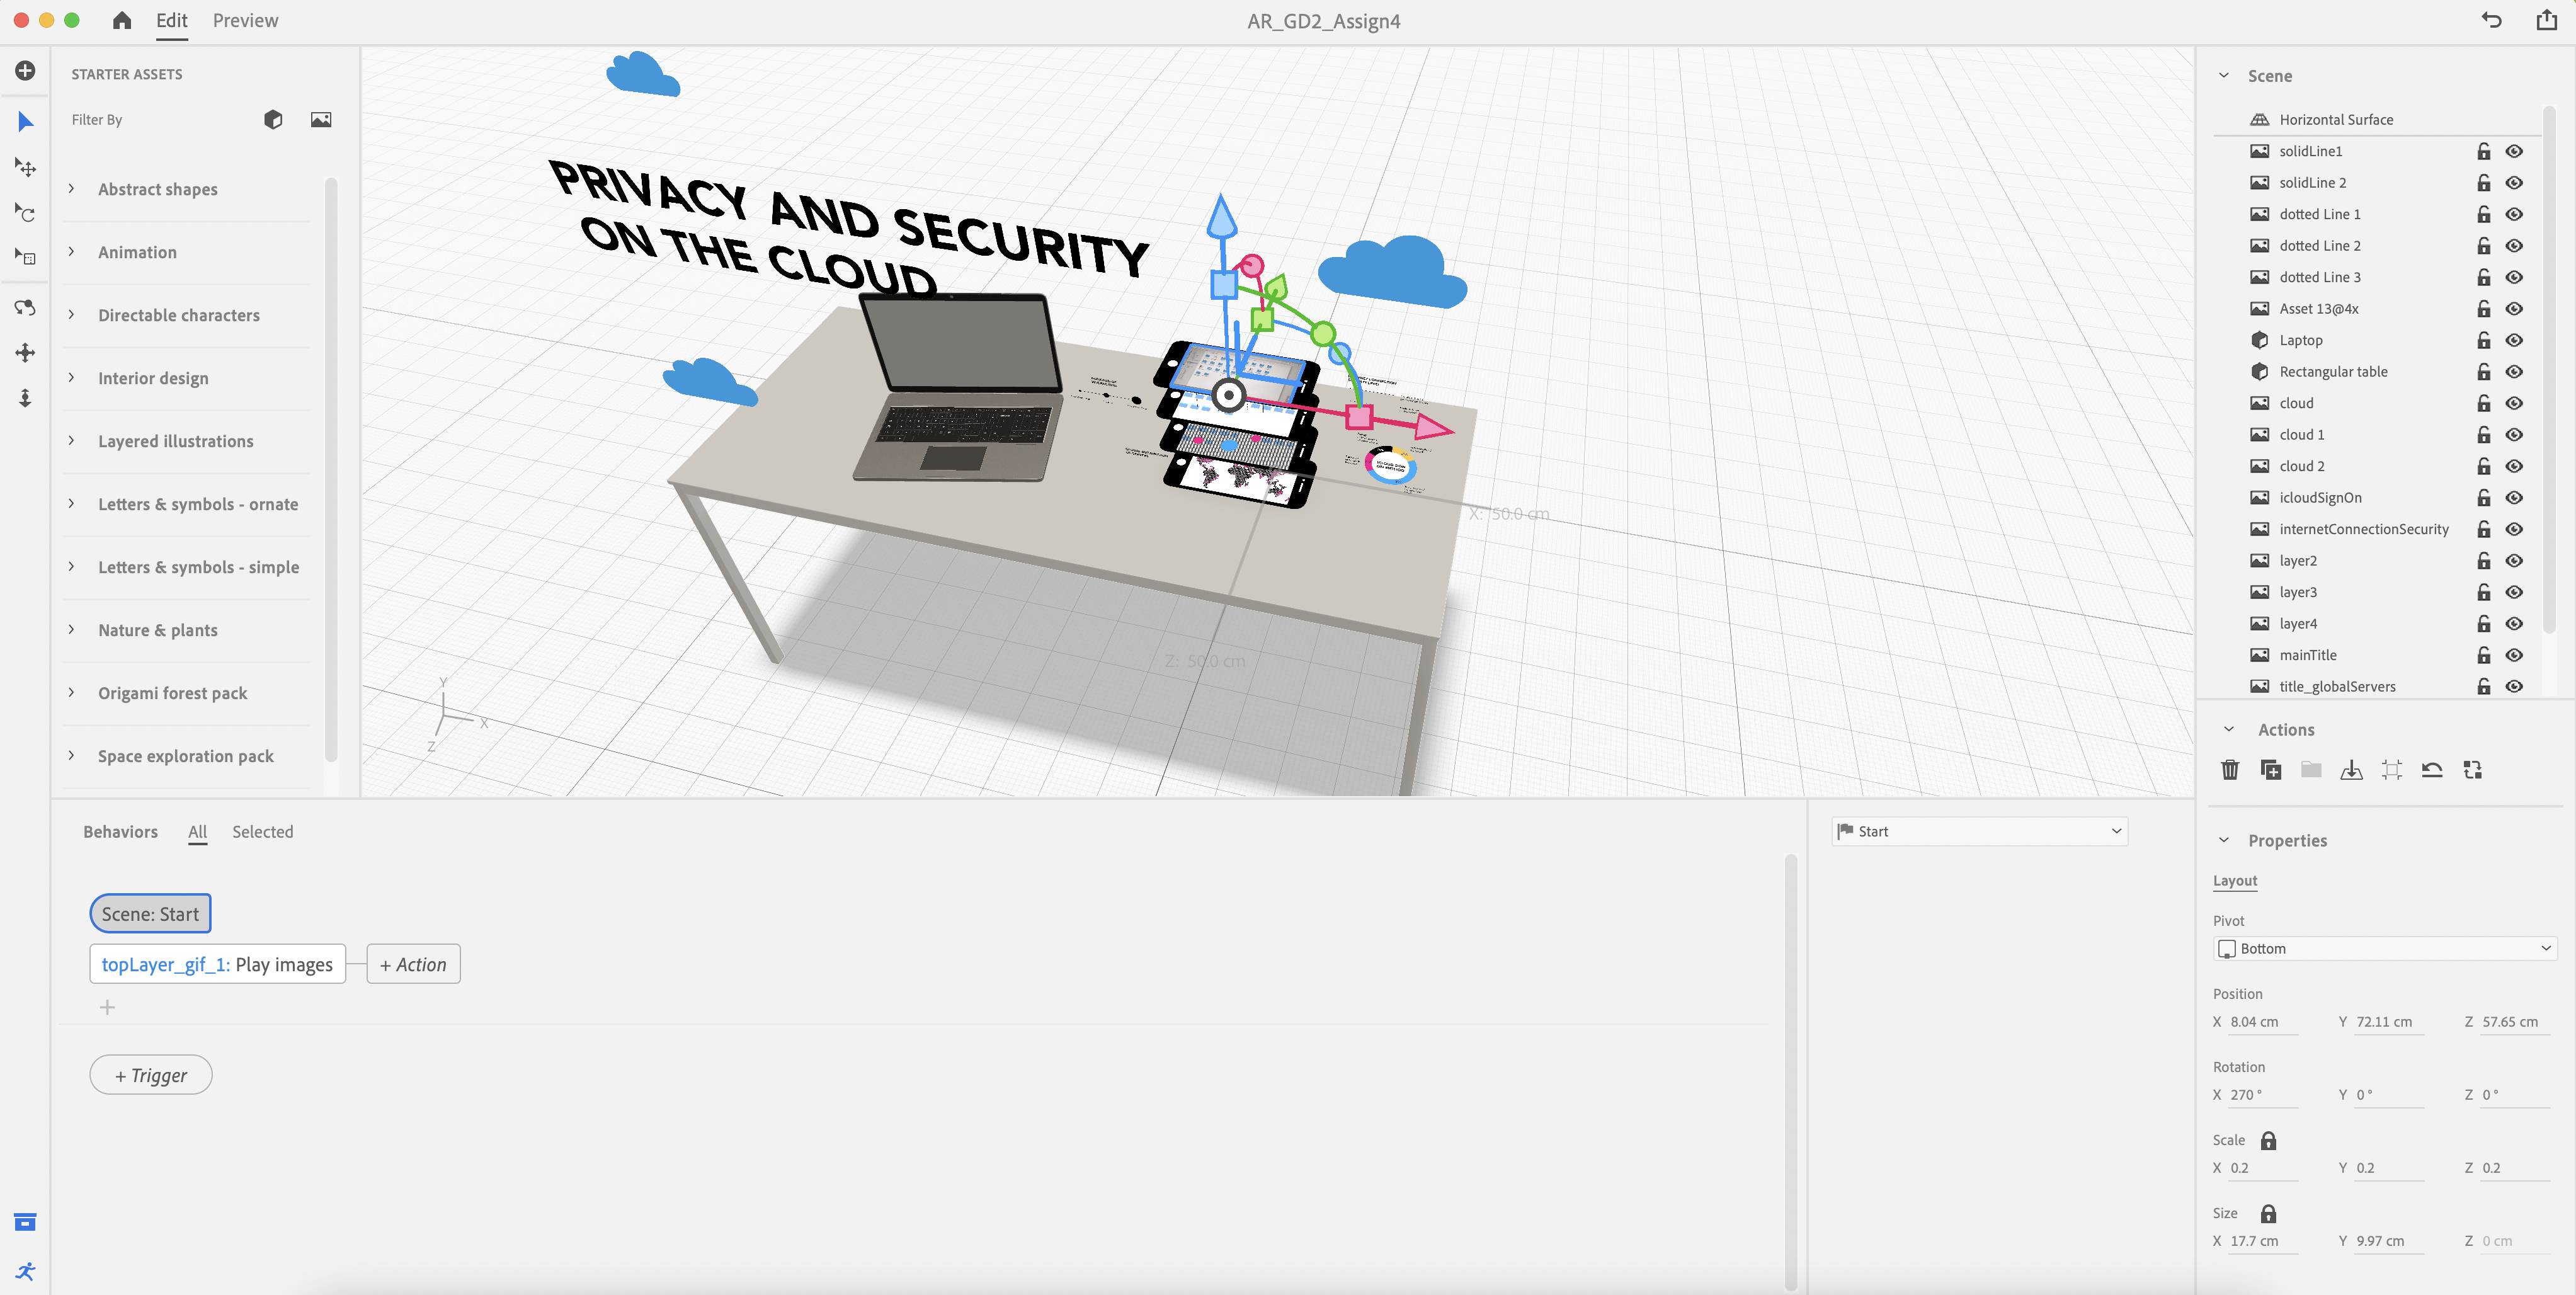 Edit
Preview
AR_GD2_Assign4
STARTER ASSETS
Filter By
Abstract shapes
Animation
Directable characters
Interior design
Layered illustrations
Letters & symbols - ornate
Letters & symbols - simple
Nature & plants
Origami forest pack
Space exploration pack
PRIVACY AND SECURITY
ON THE CLOUD
X: 50.0 cm
Z: 50.0 cm
Y
X
Z
Scene
Horizontal Surface
solidLine1
solidLine 2
dotted Line 1
dotted Line 2
dotted Line 3
Asset 13@4x
Laptop
Rectangular table
cloud
cloud 1
cloud 2
icloudSignOn
internetConnectionSecurity
layer2
layer3
layer4
mainTitle
title_globalServers
Actions
Properties
Layout
Pivot
Bottom
Position
X 8.04 cm Y 72.11 cm Z 57.65 cm
Rotation
X 270 ° Y 0 ° Z 0 °
Scale
X 0.2 Y 0.2 Z 0.2
Size
X 17.7 cm Y 9.97 cm Z 0 cm
Behaviors All Selected
Scene: Start
topLayer_gif_1: Play images
+ Action
+
+ Trigger
Start